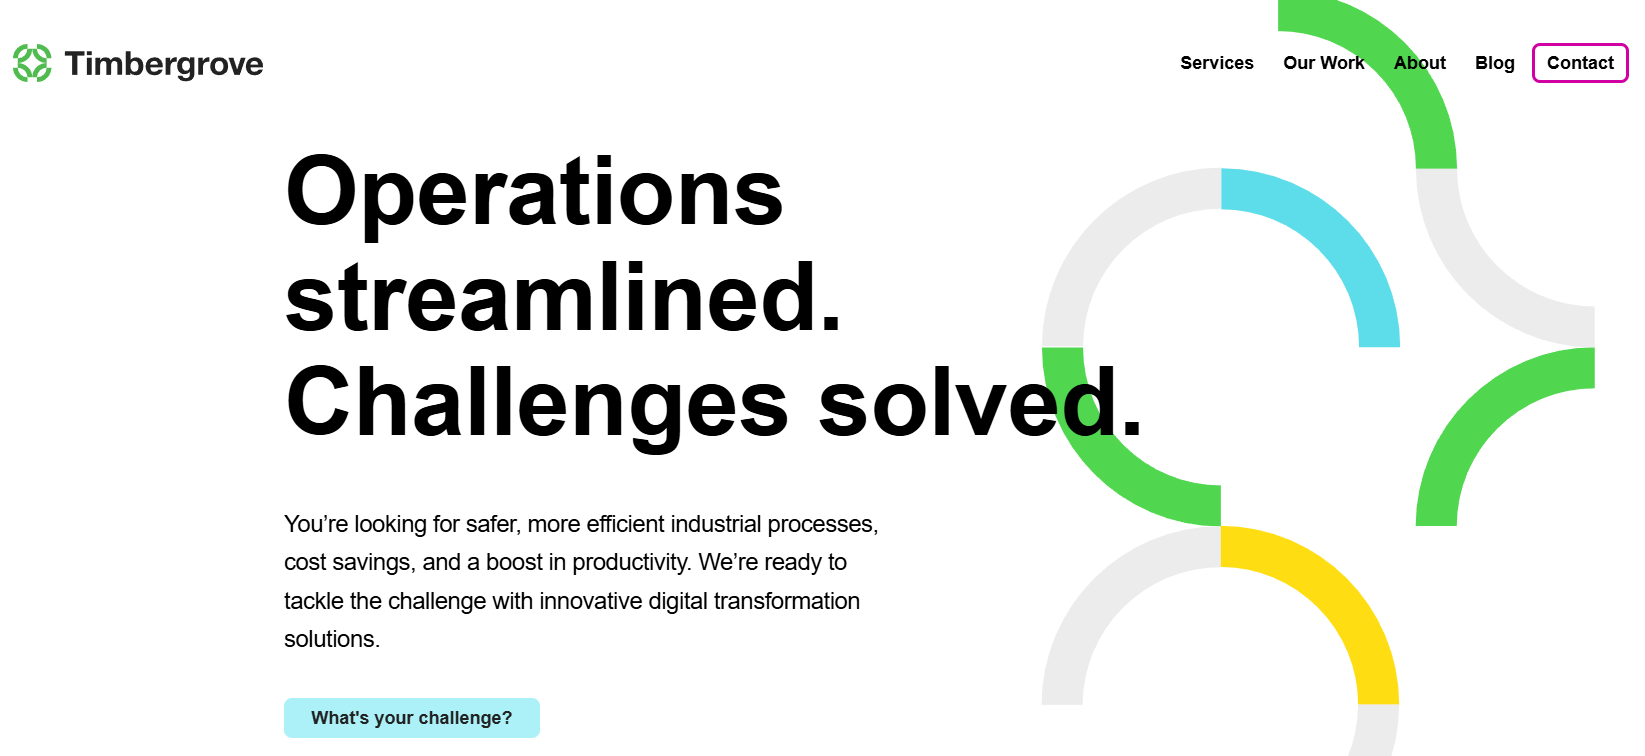 Timbergrove
Services Our Work About Blog Contact
Operations
streamlined.
Challenges solved.
You’re looking for safer, more efficient industrial processes,
cost savings, and a boost in productivity. We’re ready to
tackle the challenge with innovative digital transformation
solutions.
What's your challenge?